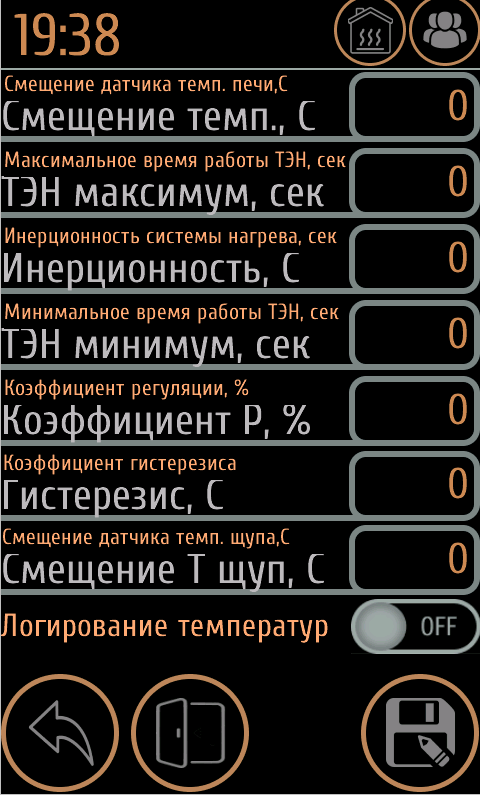 19:38
Смещение датчика темп. печи,С
Смещение темп., С
0
Максимальное время работы ТЭН, сек
ТЭН максимум, сек
0
Инерционность системы нагрева, сек
Инерционность, С
0
Минимальное время работы ТЭН, сек
ТЭН минимум, сек
0
Коэффициент регуляции, %
Коэффициент Р, %
0
Коэффициент гистерезиса
Гистерезис, С
0
Смещение датчика темп. щупа,С
Смещение Т щуп, С
0
Логирование температур
OFF